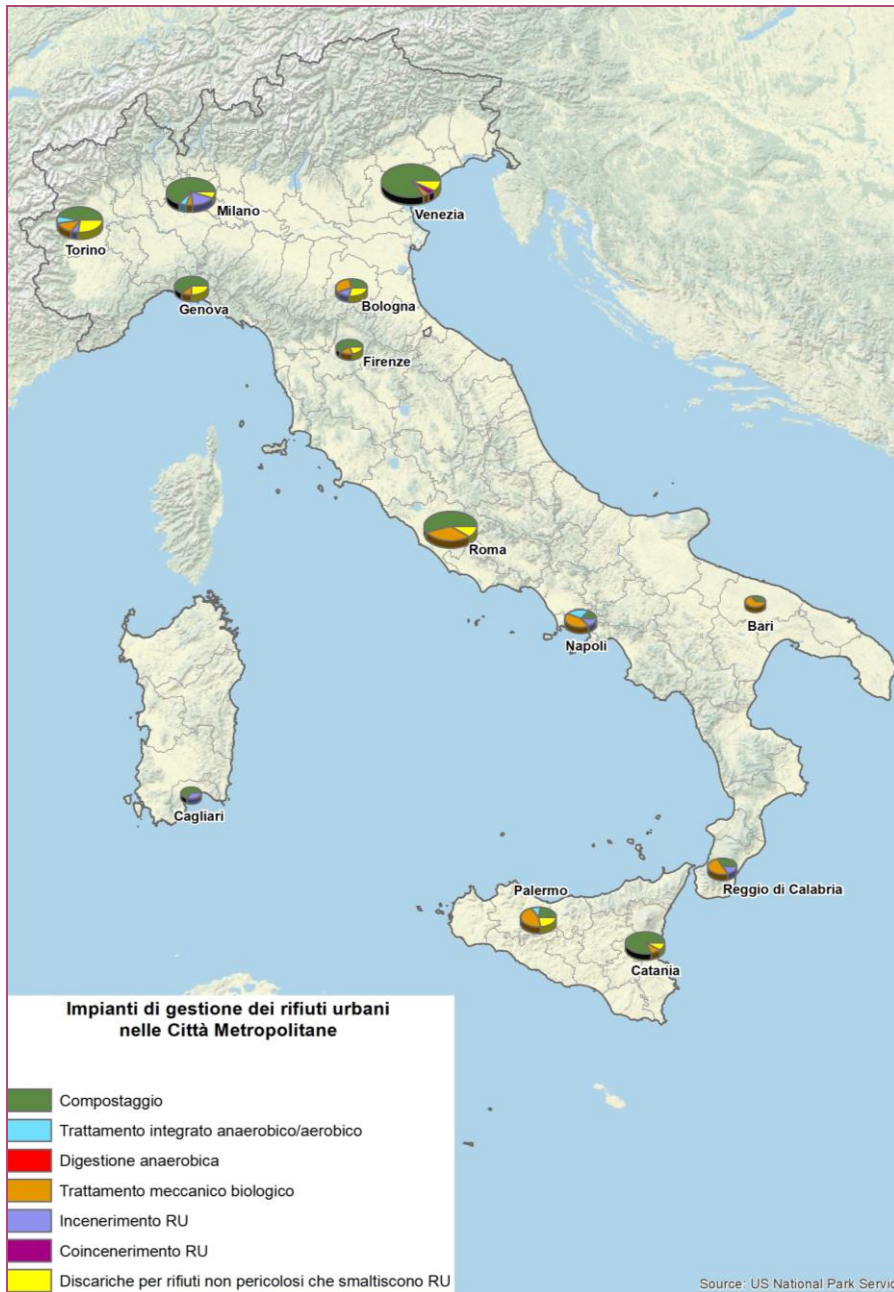 Venezia
Milano
Torino
Genova
Bologna
Firenze
Roma
Bari
Napoli
Cagliari
Palermo
Reggio di Calabria
Catania
Impianti di gestione dei rifiuti urbani
nelle Città Metropolitane
Compostaggio
Trattamento integrato anaerobico/aerobico
Digestione anaerobica
Trattamento meccanico biologico
Incenerimento RU
Coincenerimento RU
Discariche per rifiuti non pericolosi che smaltiscono RU
Source: US National Park Servic